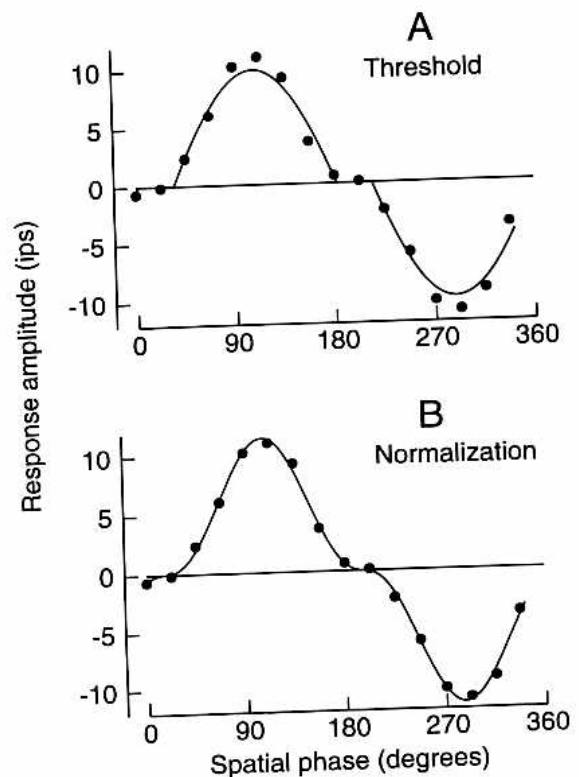 A
Threshold
10
5
0
-5
-10
0 90 180 270 360
Response amplitude (ips)
B
Normalization
10
5
0
-5
-10
0 90 180 270 360
Spatial phase (degrees)